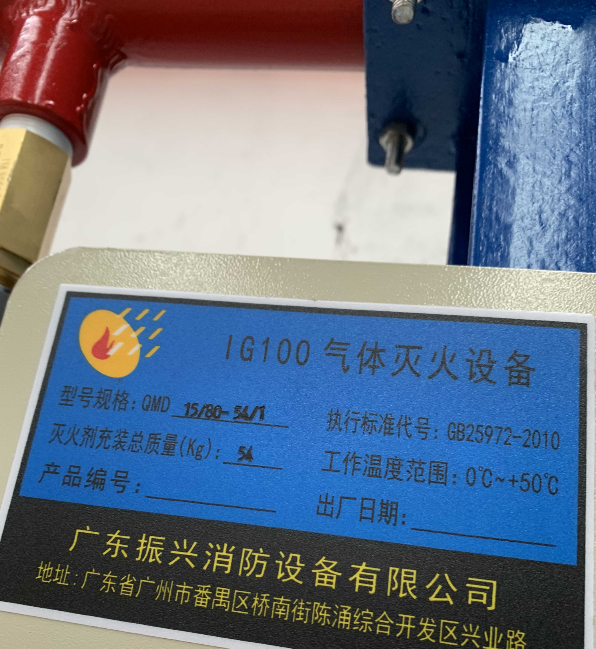 IG100 气体灭火设备
型号规格: QMD 15/80-54/1
执行标准代号: GB25972-2010
灭火剂充装总质量(Kg): 54
工作温度范围: 0℃~+50℃
产品编号:
出厂日期:
广东振兴消防设备有限公司
地址: 广东省广州市番禺区桥南街陈涌综合开发区兴业路